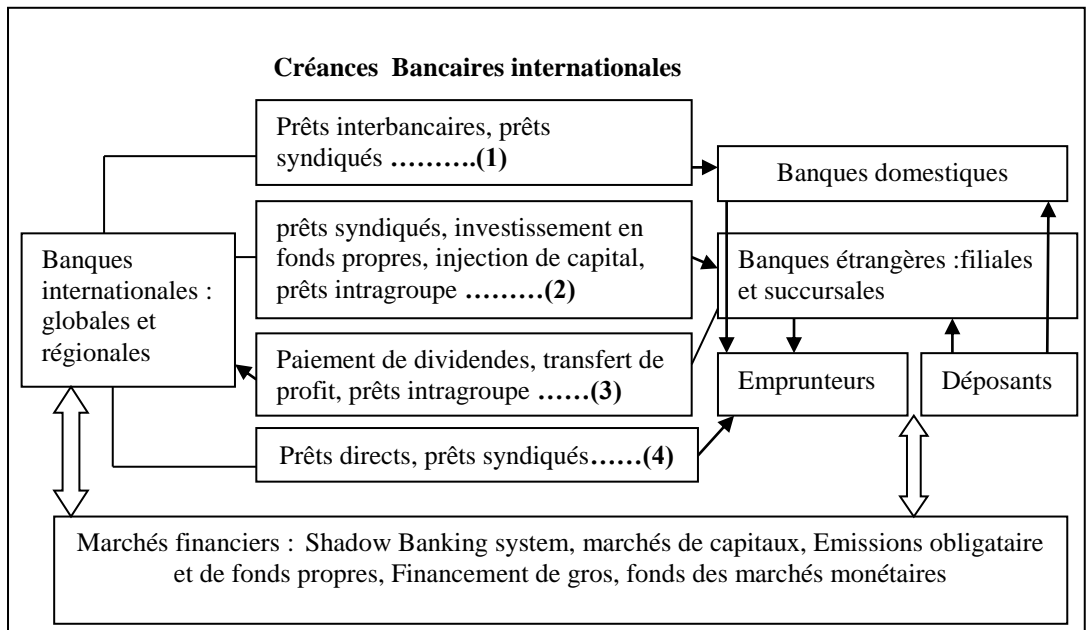 Créances Bancaires internationales
Prêts interbancaires, prêts
syndiqués ……….(1)
Banques domestiques
prêts syndiqués, investissement en
fonds propres, injection de capital,
prêts intragroupe ………(2)
Banques
internationales :
globales et
régionales
Banques étrangères :filiales
et succursales
Paiement de dividendes, transfert de
profit, prêts intragroupe ……(3)
Emprunteurs
Déposants
Prêts directs, prêts syndiqués……(4)
Marchés financiers : Shadow Banking system, marchés de capitaux, Emissions obligataire
et de fonds propres, Financement de gros, fonds des marchés monétaires